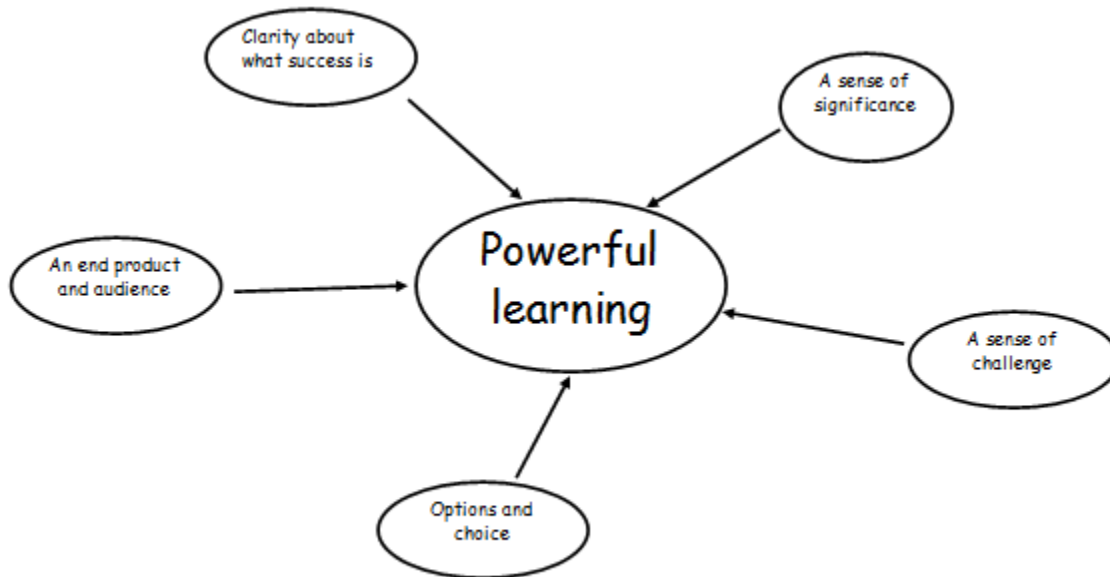 Clarity about
what success is
A sense of
significance
Powerful
learning
An end product
and audience
A sense of
challenge
Options and
choice